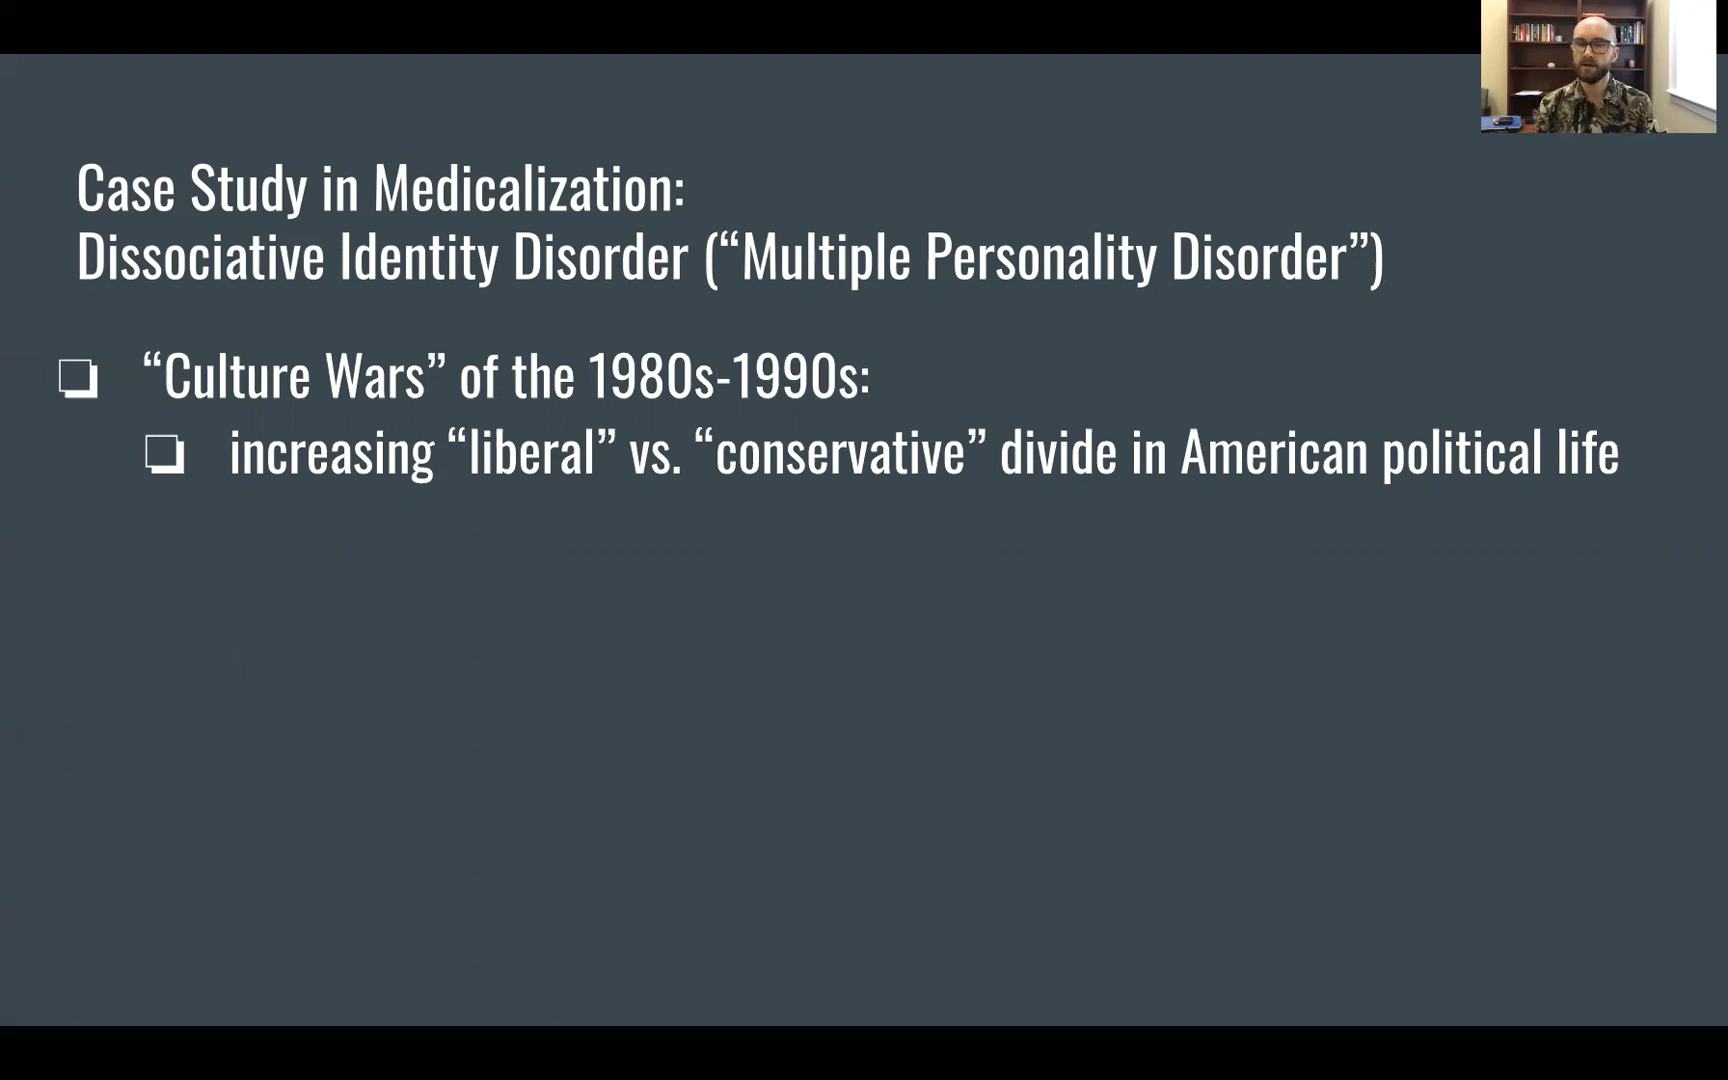 Case Study in Medicalization:
Dissociative Identity Disorder (“Multiple Personality Disorder”)
“Culture Wars” of the 1980s-1990s:
increasing “liberal” vs. “conservative” divide in American political life